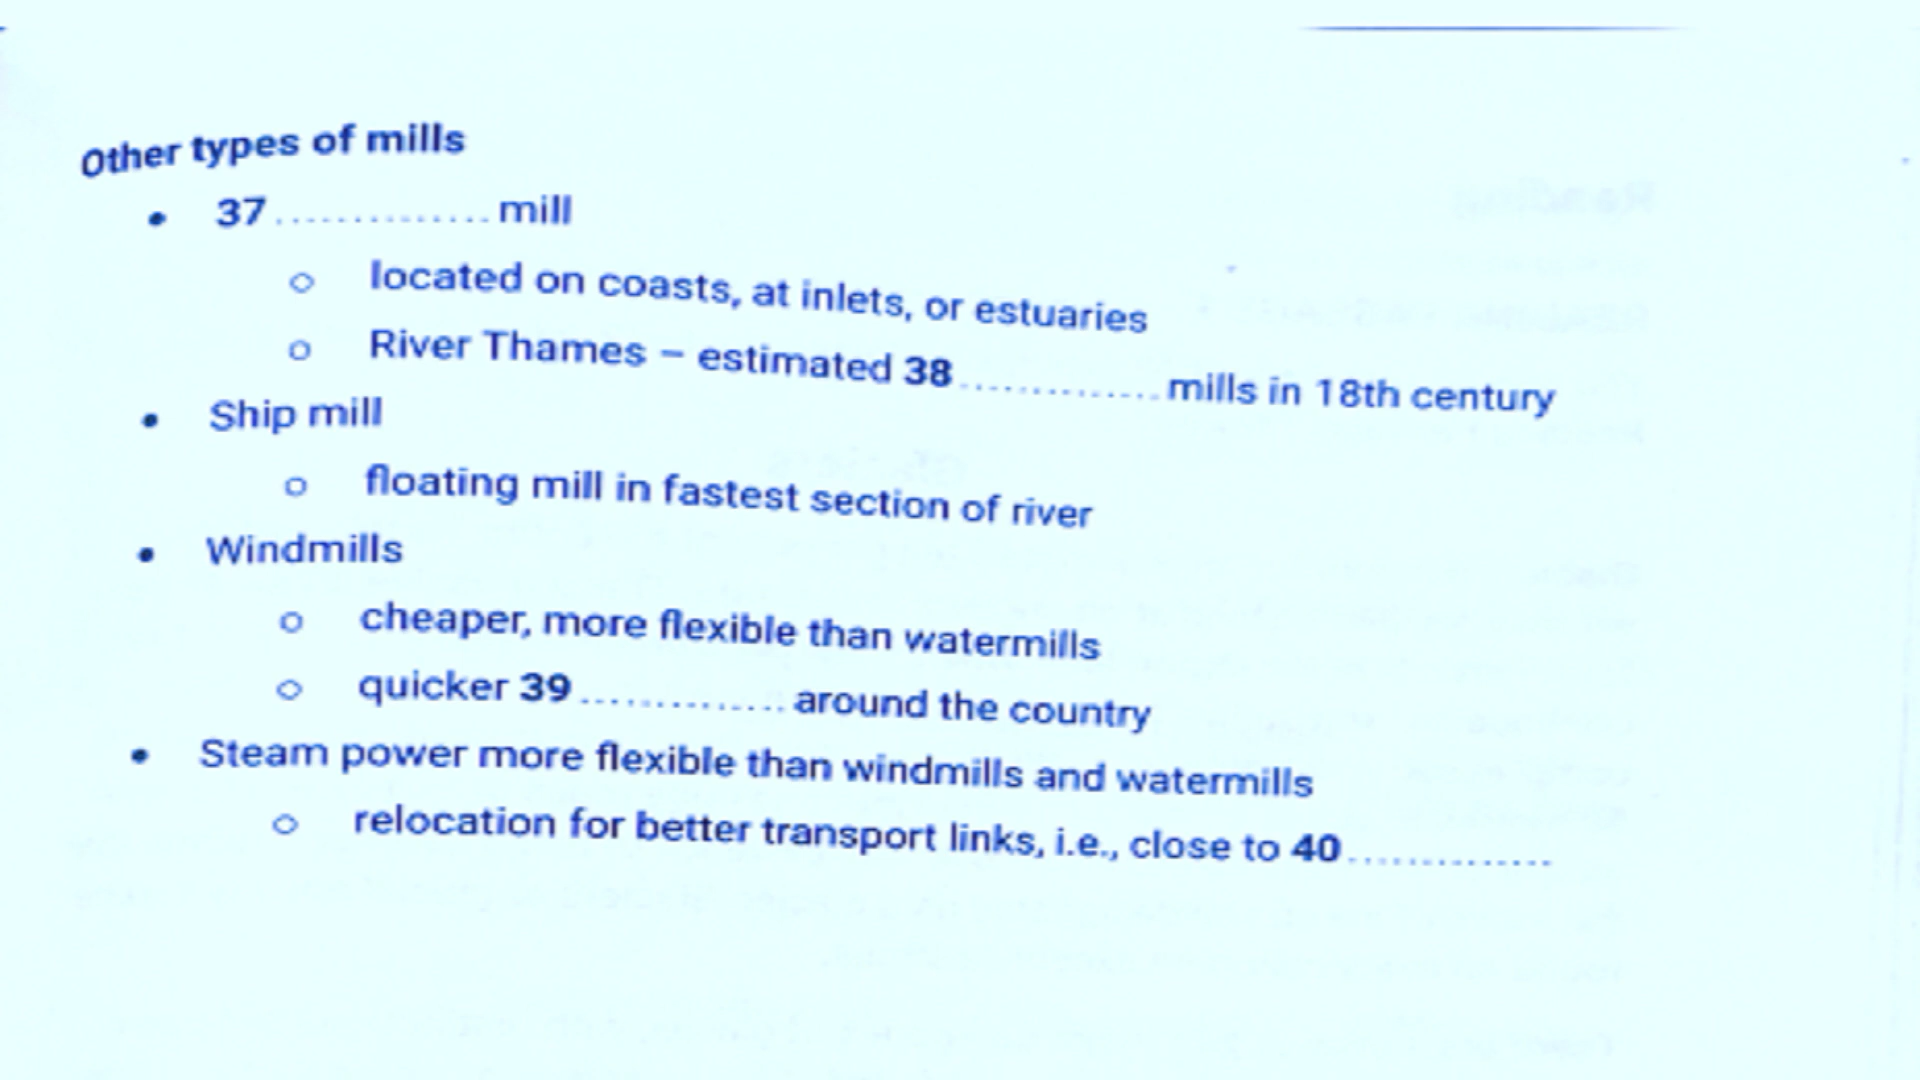 Other types of mills
• 37 .............. mill
o located on coasts, at inlets, or estuaries
o River Thames – estimated 38 .............. mills in 18th century
• Ship mill
o floating mill in fastest section of river
• Windmills
o cheaper, more flexible than watermills
o quicker 39 .............. around the country
• Steam power more flexible than windmills and watermills
o relocation for better transport links, i.e., close to 40 ..............